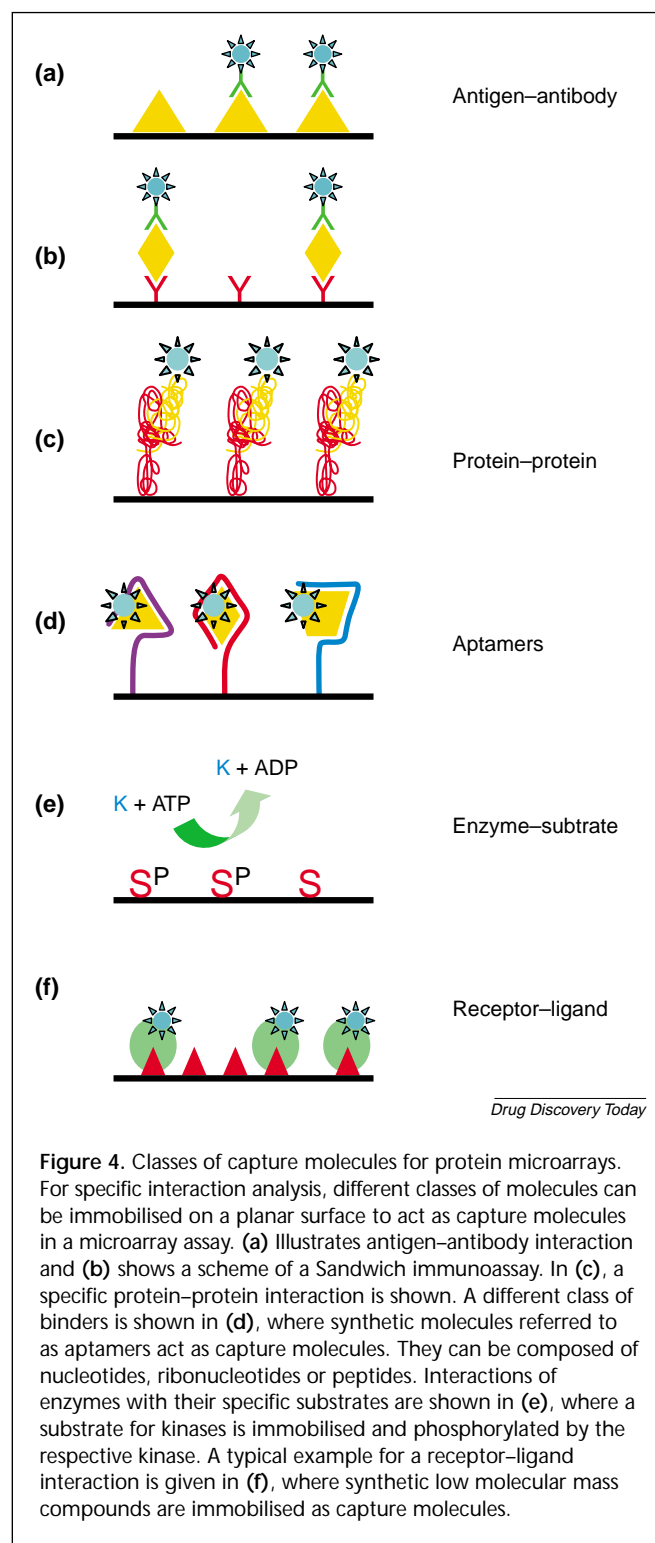 (a)
Antigen–antibody
(b)
(c)
Protein–protein
(d)
Aptamers
K + ADP
(e)
K + ATP
Enzyme–subtrate
S^P S^P S
(f)
Receptor–ligand
Drug Discovery Today
Figure 4. Classes of capture molecules for protein microarrays.
For specific interaction analysis, different classes of molecules can
be immobilised on a planar surface to act as capture molecules
in a microarray assay. (a) Illustrates antigen–antibody interaction
and (b) shows a scheme of a Sandwich immunoassay. In (c), a
specific protein–protein interaction is shown. A different class of
binders is shown in (d), where synthetic molecules referred to
as aptamers act as capture molecules. They can be composed of
nucleotides, ribonucleotides or peptides. Interactions of
enzymes with their specific substrates are shown in (e), where a
substrate for kinases is immobilised and phosphorylated by the
respective kinase. A typical example for a receptor–ligand
interaction is given in (f), where synthetic low molecular mass
compounds are immobilised as capture molecules.